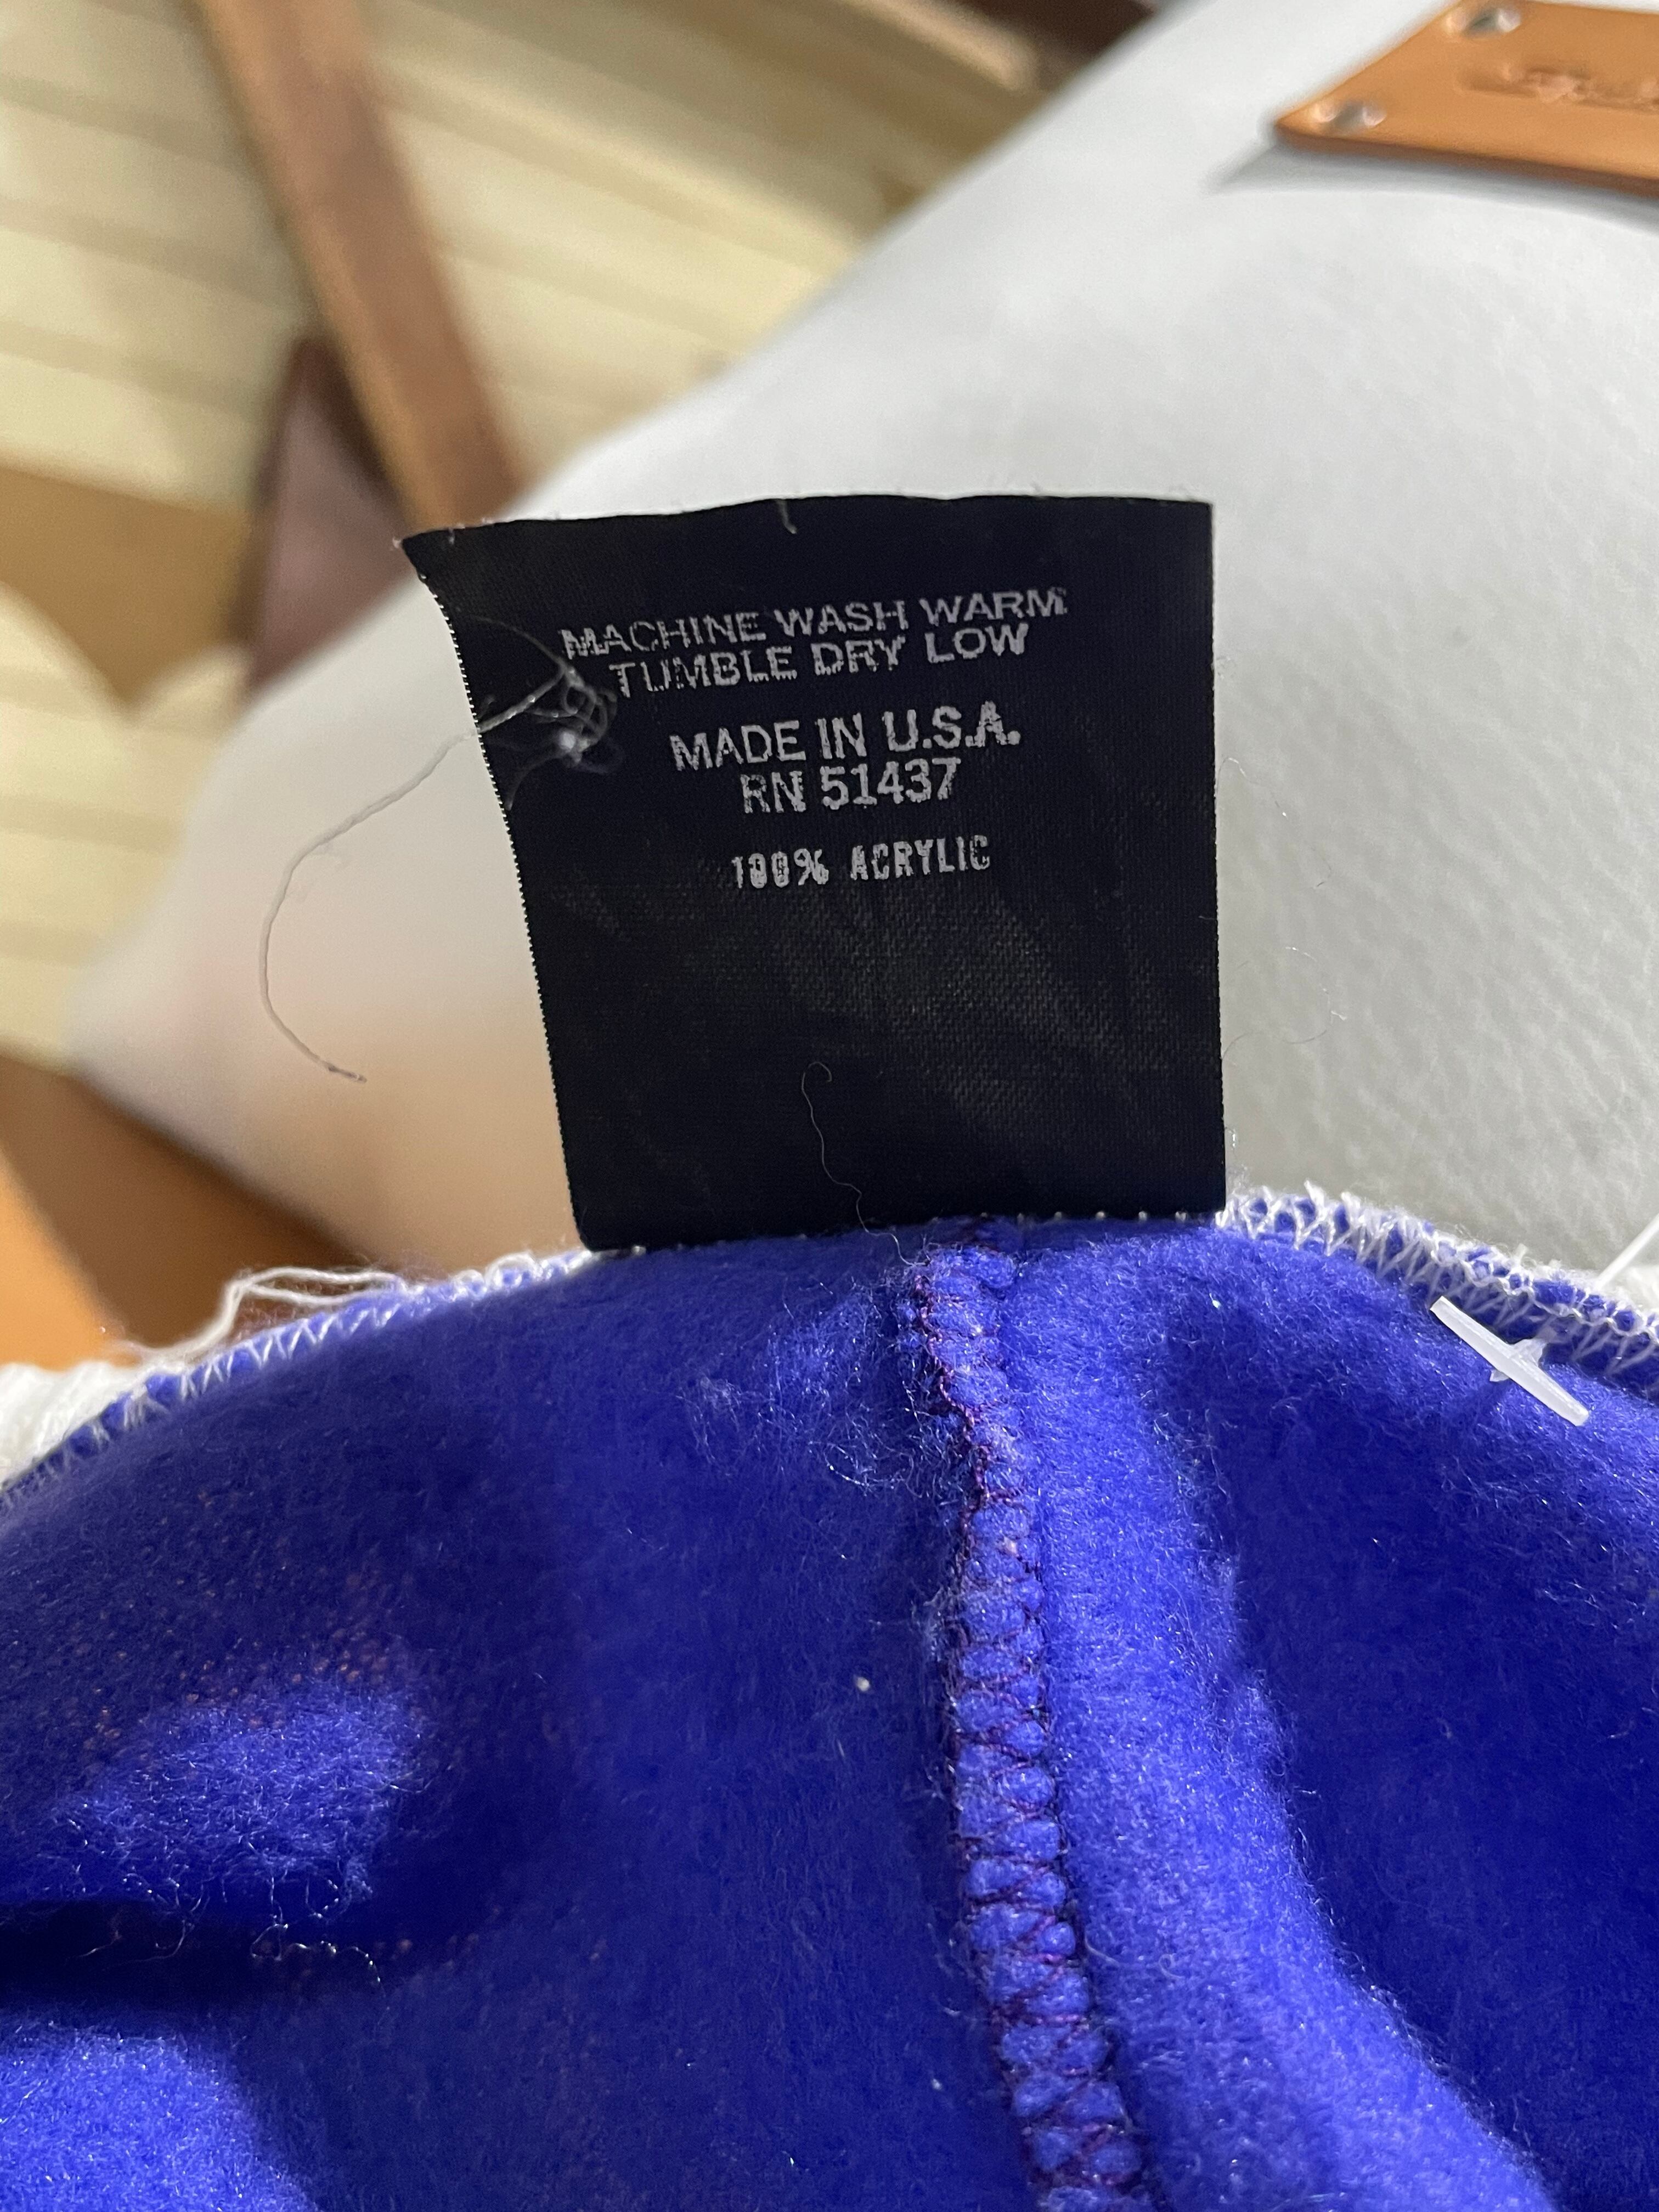 MACHINE WASH WARM
TUMBLE DRY LOW
MADE IN U.S.A.
RN 51437
100% ACRYLIC